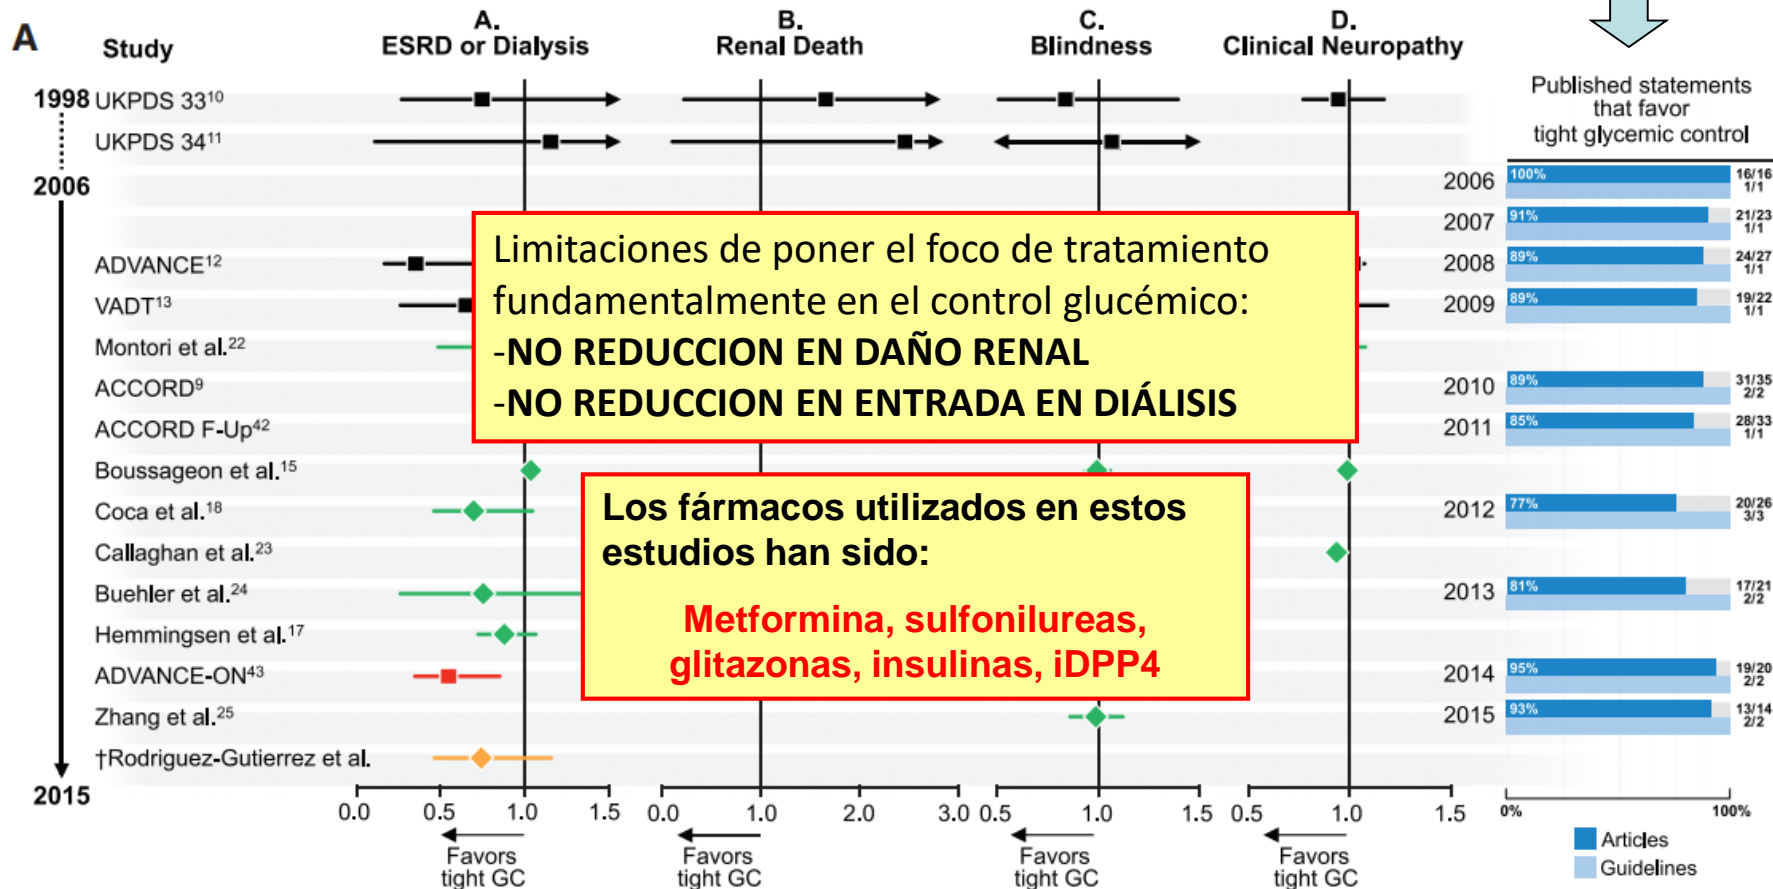 A
Study
A.
ESRD or Dialysis
B.
Renal Death
C.
Blindness
D.
Clinical Neuropathy
Published statements
that favor
tight glycemic control
1998
UKPDS 33¹⁰
UKPDS 34¹¹
2006
2006 100% 16/16
1/1
2007 91% 21/23
1/1
ADVANCE¹²
2008 89% 24/27
1/1
VADT¹³
2009 89% 19/22
1/1
Montori et al.²²
ACCORD⁹
2010 89% 31/35
2/2
ACCORD F-Up⁴²
2011 85% 28/33
1/1
Boussageon et al.¹⁵
Coca et al.¹⁸
2012 77% 20/26
3/3
Callaghan et al.²³
Buehler et al.²⁴
2013 81% 17/21
2/2
Hemmingsen et al.¹⁷
ADVANCE-ON⁴³
2014 95% 19/20
2/2
Zhang et al.²⁵
2015 93% 13/14
2/2
†Rodriguez-Gutierrez et al.
2015
Limitaciones de poner el foco de tratamiento
fundamentalmente en el control glucémico:
-NO REDUCCION EN DAÑO RENAL
-NO REDUCCION EN ENTRADA EN DIÁLISIS
Los fármacos utilizados en estos
estudios han sido:
Metformina, sulfonilureas,
glitazonas, insulinas, iDPP4
0.0 0.5 1.0 1.5
0.0 1.0 2.0 3.0
0.5 1.0 1.5
0.5 1.0 1.5
0% 100%
Favors
tight GC
Favors
tight GC
Favors
tight GC
Favors
tight GC
Articles
Guidelines